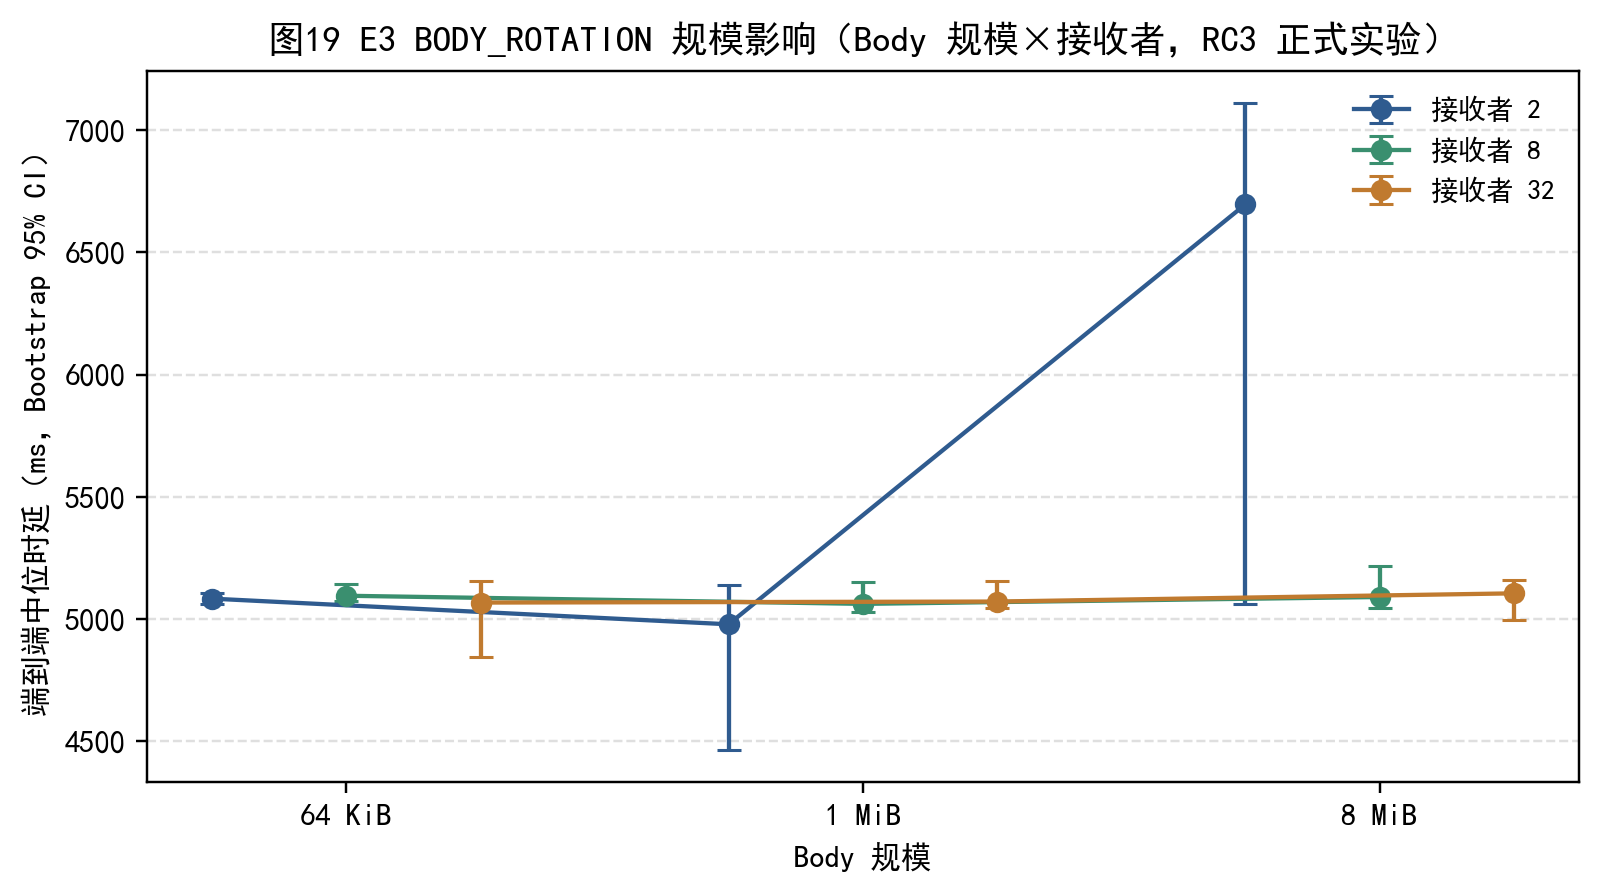 图19 E3 BODY_ROTATION 规模影响（Body 规模×接收者，RC3 正式实验）
接收者 2
接收者 8
接收者 32
端到端中位时延（ms，Bootstrap 95% CI）
7000
6500
6000
5500
5000
4500
64 KiB
1 MiB
8 MiB
Body 规模